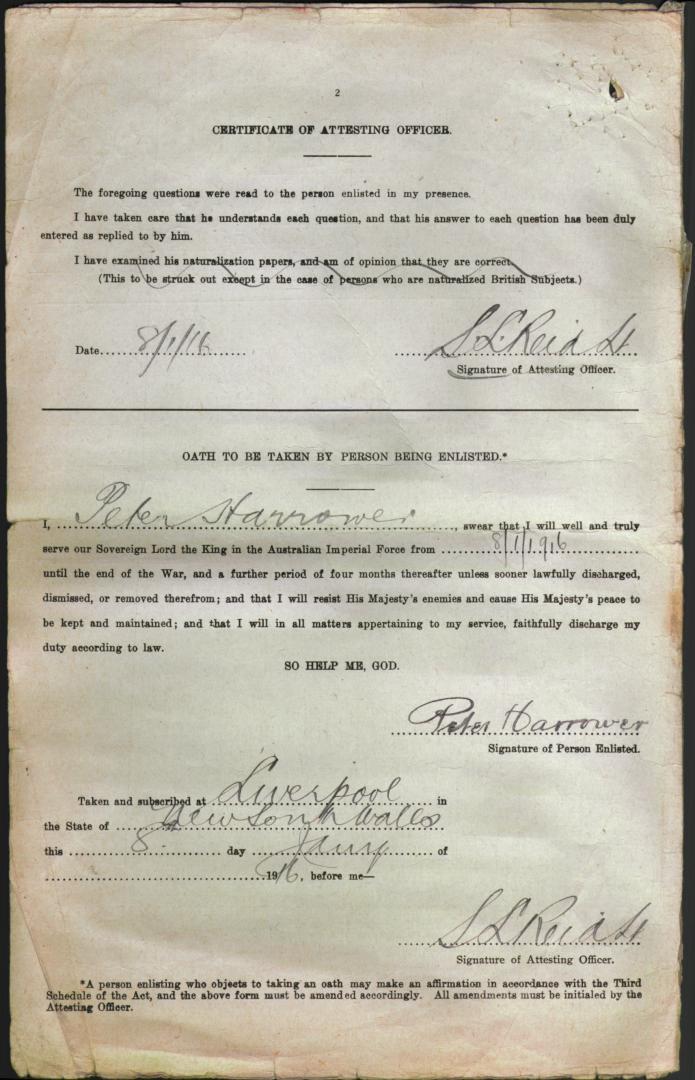 2
CERTIFICATE OF ATTESTING OFFICER.
The foregoing questions were read to the person enlisted in my presence.
I have taken care that he understands each question, and that his answer to each question has been duly
entered as replied to by him.
I have examined his naturalization papers, and am of opinion that they are correct.
(This to be struck out except in the case of persons who are naturalized British Subjects.)
Date 8/1/16 S L Reid Lt
Signature of Attesting Officer.
OATH TO BE TAKEN BY PERSON BEING ENLISTED.*
I, Peter Harrower, swear that I will well and truly
serve our Sovereign Lord the King in the Australian Imperial Force from 8/1/1916
until the end of the War, and a further period of four months thereafter unless sooner lawfully discharged,
dismissed, or removed therefrom; and that I will resist His Majesty's enemies and cause His Majesty's peace to
be kept and maintained; and that I will in all matters appertaining to my service, faithfully discharge my
duty according to law.
SO HELP ME, GOD.
Peter Harrower
Signature of Person Enlisted.
Taken and subscribed at Liverpool in
the State of New South Wales
this 8th day Jany of
1916, before me—
S L Reid Lt
Signature of Attesting Officer.
*A person enlisting who objects to taking an oath may make an affirmation in accordance with the Third
Schedule of the Act, and the above form must be amended accordingly. All amendments must be initialed by the
Attesting Officer.